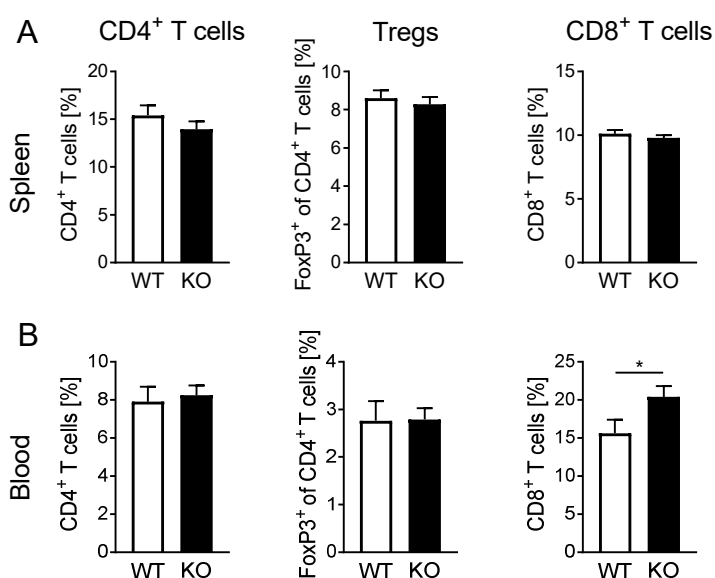 A
CD4⁺ T cells
Tregs
CD8⁺ T cells
Spleen
CD4⁺ T cells [%]
20
15
10
5
0
WT KO
FoxP3⁺ of CD4⁺ T cells [%]
10
8
6
4
2
0
WT KO
CD8⁺ T cells [%]
15
10
5
0
WT KO
B
Blood
CD4⁺ T cells [%]
10
8
6
4
2
0
WT KO
FoxP3⁺ of CD4⁺ T cells [%]
4
3
2
1
0
WT KO
CD8⁺ T cells [%]
25
20
15
10
5
0
*
WT KO